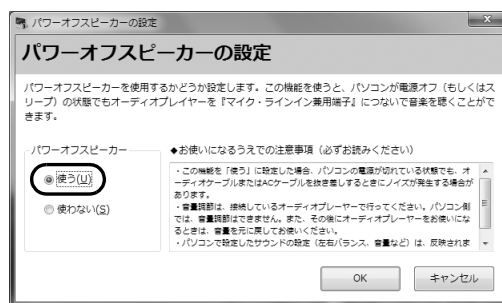 パワーオフスピーカーの設定
パワーオフスピーカーの設定
パワーオフスピーカーを使用するかどうか設定します。この機能を使うと、パソコンが電源オフ（もしくはス
リープ）の状態でもオーディオプレイヤーを『マイク・ラインイン兼用端子』につないで音楽を聴くことがで
きます。
パワーオフスピーカー
使う(U)
使わない(S)
◆お使いになるうえでの注意事項（必ずお読みください）
・この機能を「使う」に設定した場合、パソコンの電源が切れている状態でも、オ
ーディオケーブルまたはACケーブルを抜き差しするときにノイズが発生する場合が
あります。
・音量調節は、接続しているオーディオプレーヤーで行ってください。パソコン側
では、音量調節はできません。また、その後にオーディオプレーヤーをお使いにな
るときは、音量を元に戻してお使いください。
・パソコンで設定したサウンドの設定（左右バランス、音量など）は、反映されま
OK
キャンセル